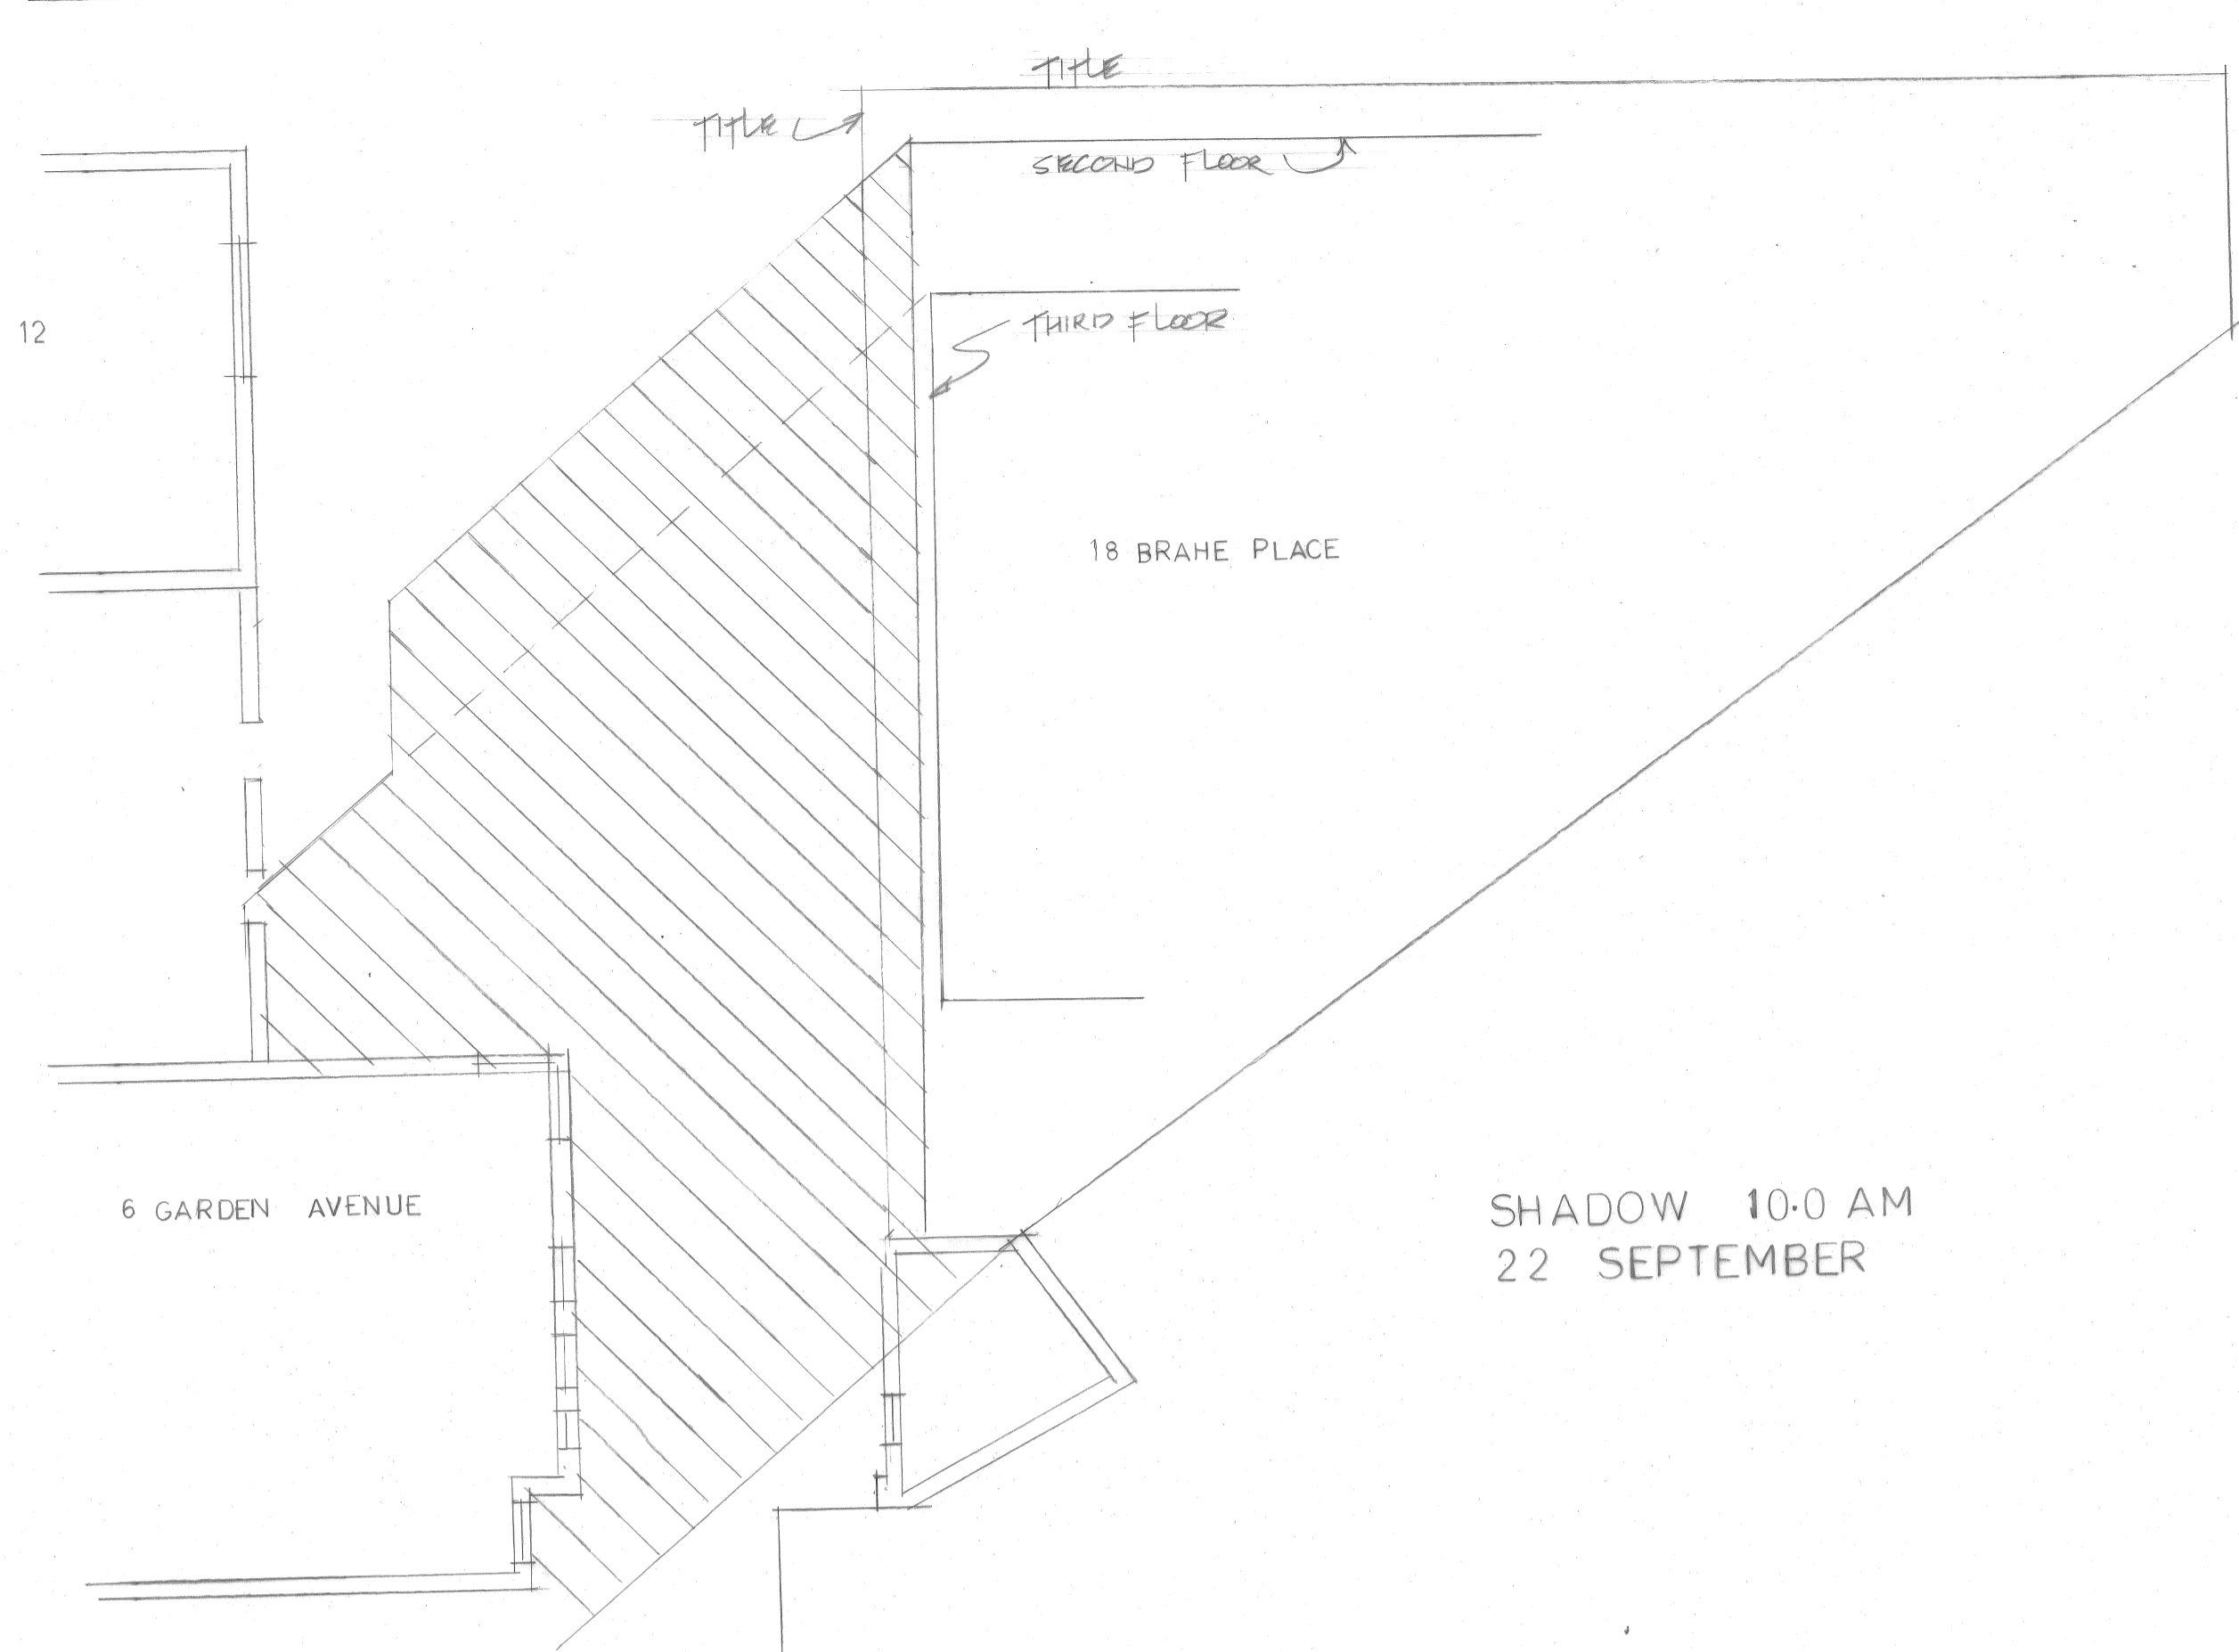 TITLE
TITLE
SECOND FLOOR
12
THIRD FLOOR
18 BRAHE PLACE
6 GARDEN AVENUE
SHADOW 10.0 AM
22 SEPTEMBER